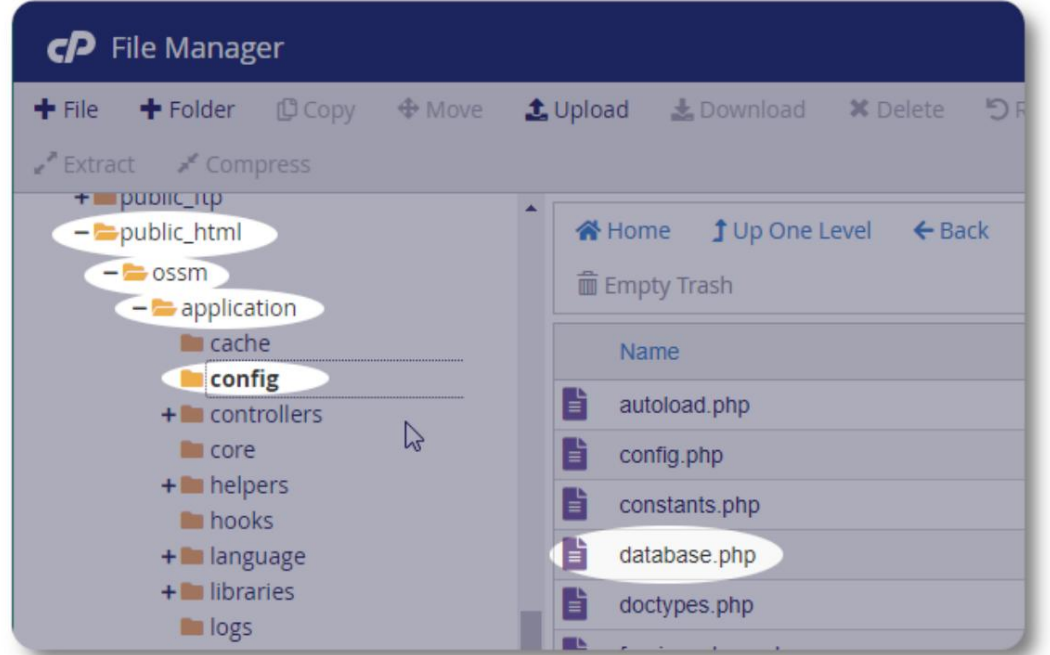 cP File Manager
+ File + Folder Copy Move Upload Download Delete
Extract Compress
+ public_ftp
- public_html
- ossm
- application
cache
config
+ controllers
core
+ helpers
hooks
+ language
+ libraries
logs
Home Up One Level Back
Empty Trash
Name
autoload.php
config.php
constants.php
database.php
doctypes.php